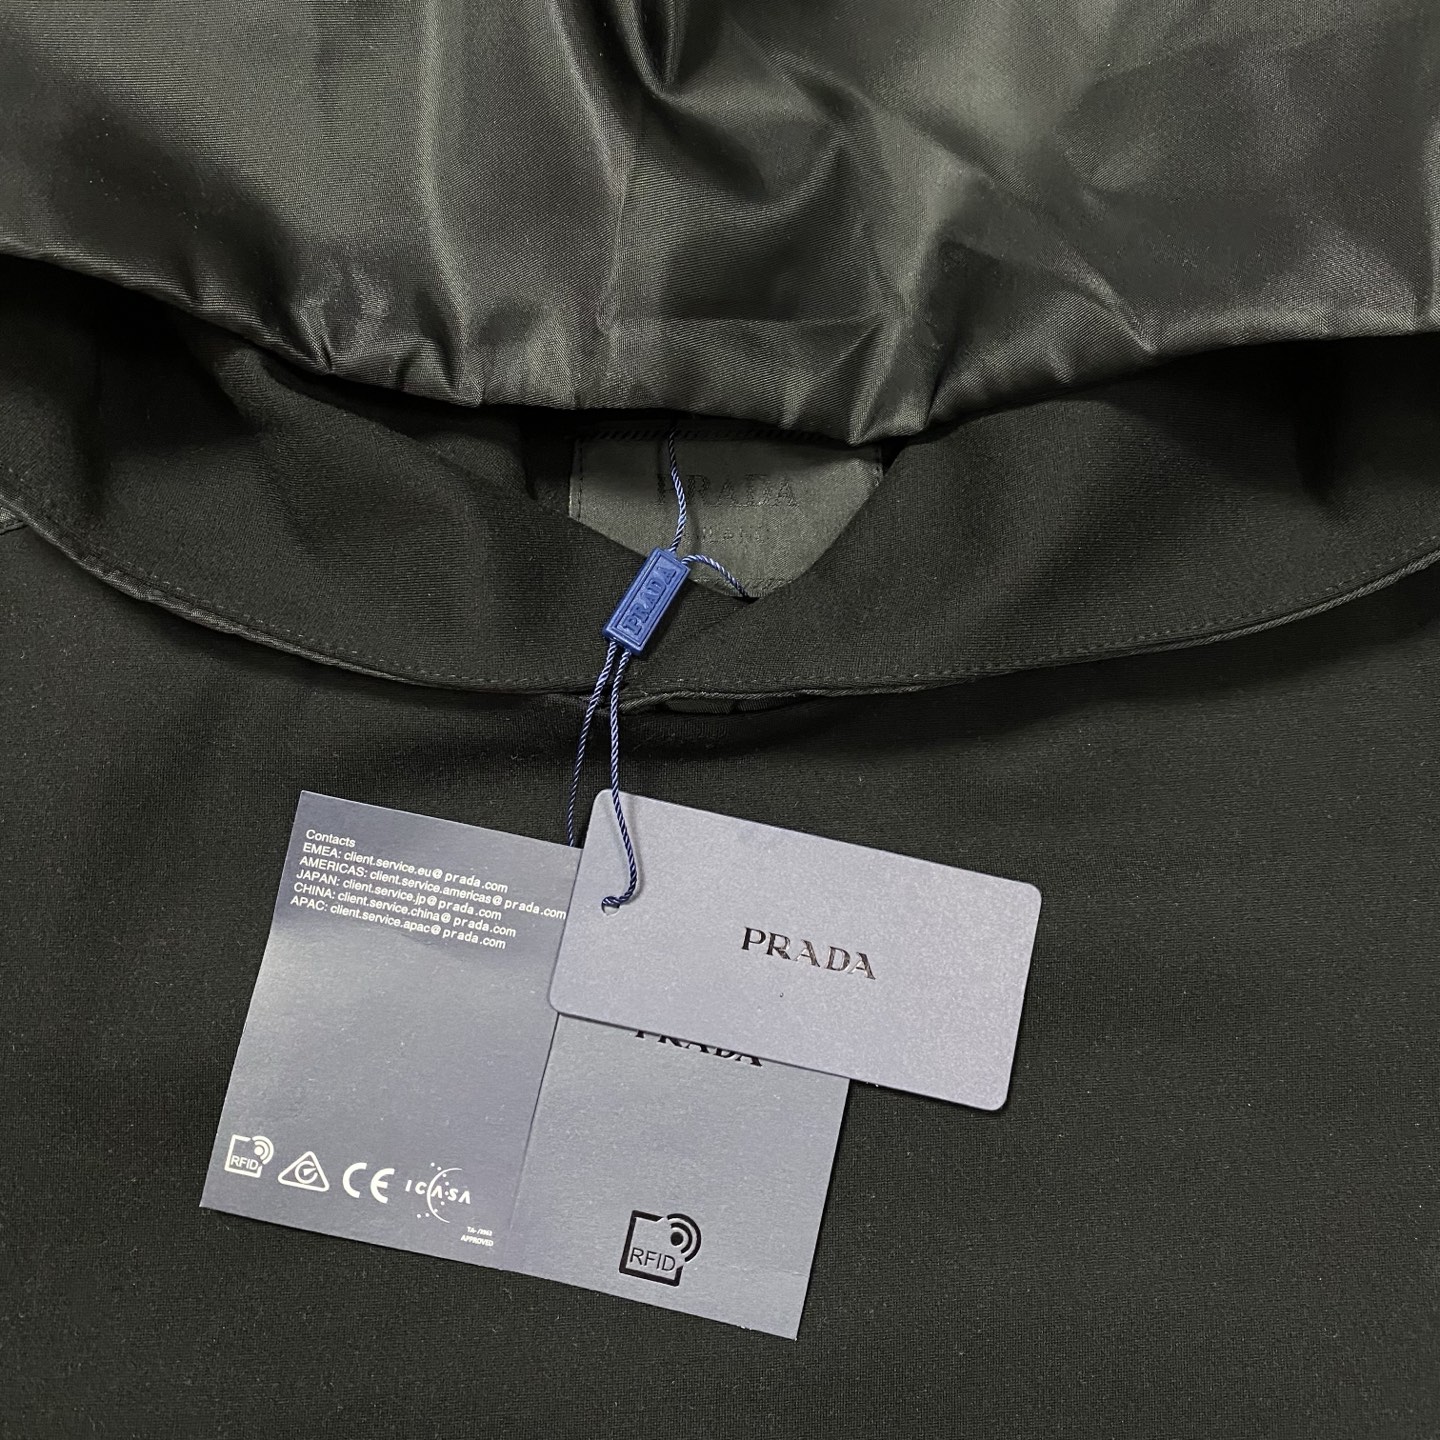 PRADA
MILANO
PRADA
Contacts
EMEA: client.service.eu@prada.com
AMERICAS: client.service.americas@prada.com
JAPAN: client.service.jp@prada.com
CHINA: client.service.china@prada.com
APAC: client.service.apac@prada.com
PRADA
PRADA
RFID
CE
ICASA
APPROVED
RFID